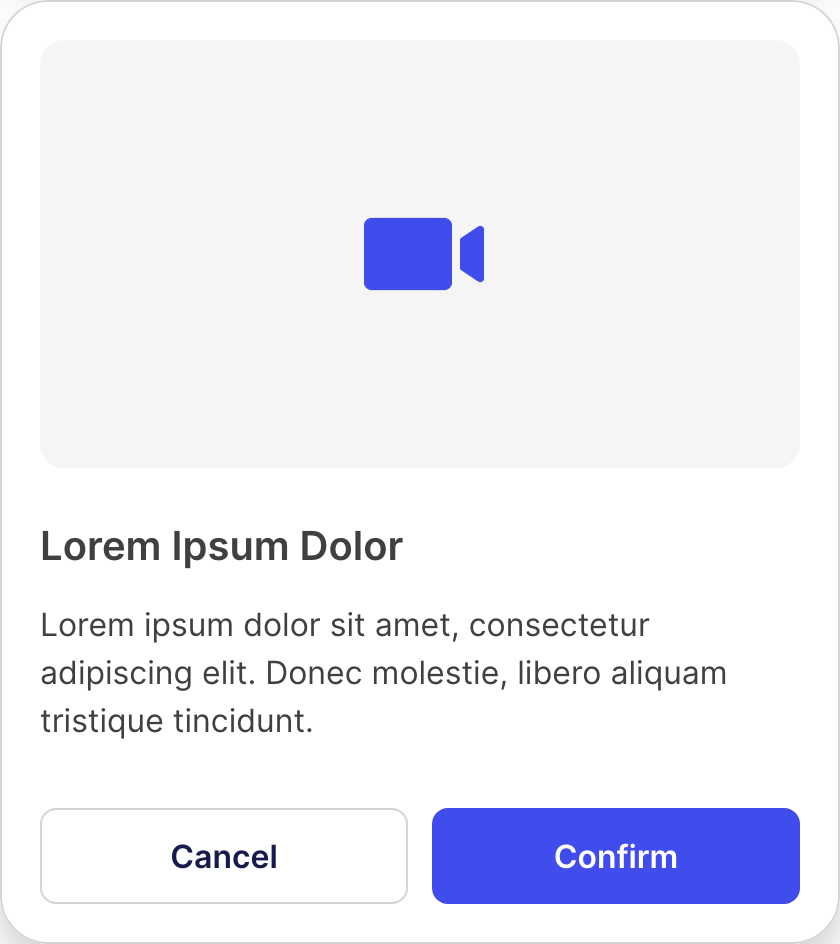 Lorem Ipsum Dolor
Lorem ipsum dolor sit amet, consectetur
adipiscing elit. Donec molestie, libero aliquam
tristique tincidunt.
Cancel
Confirm